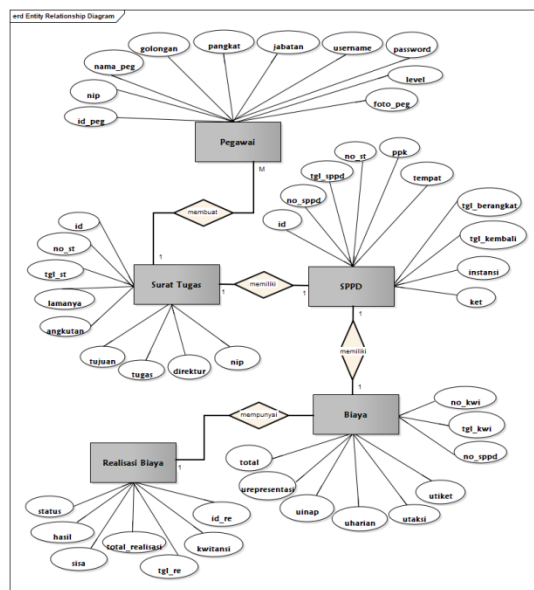 erd Entity Relationship Diagram
golongan
pangkat
jabatan
username
password
nama_peg
level
nip
foto_peg
id_peg
Pegawai
M
membuat
1
no_st
ppk
tgl_sppd
tempat
no_sppd
id
tgl_berangkat
tgl_kembali
instansi
ket
id
no_st
tgl_st
lamanya
angkutan
Surat Tugas
1
memiliki
1
SPPD
tujuan
tugas
direktur
nip
1
memiliki
1
mempunyai
Biaya
no_kwi
tgl_kwi
no_sppd
Realisasi Biaya
1
total
urepresentasi
uinap
uharian
utaksi
utiket
status
hasil
sisa
total_realisasi
tgl_re
kwitansi
id_re